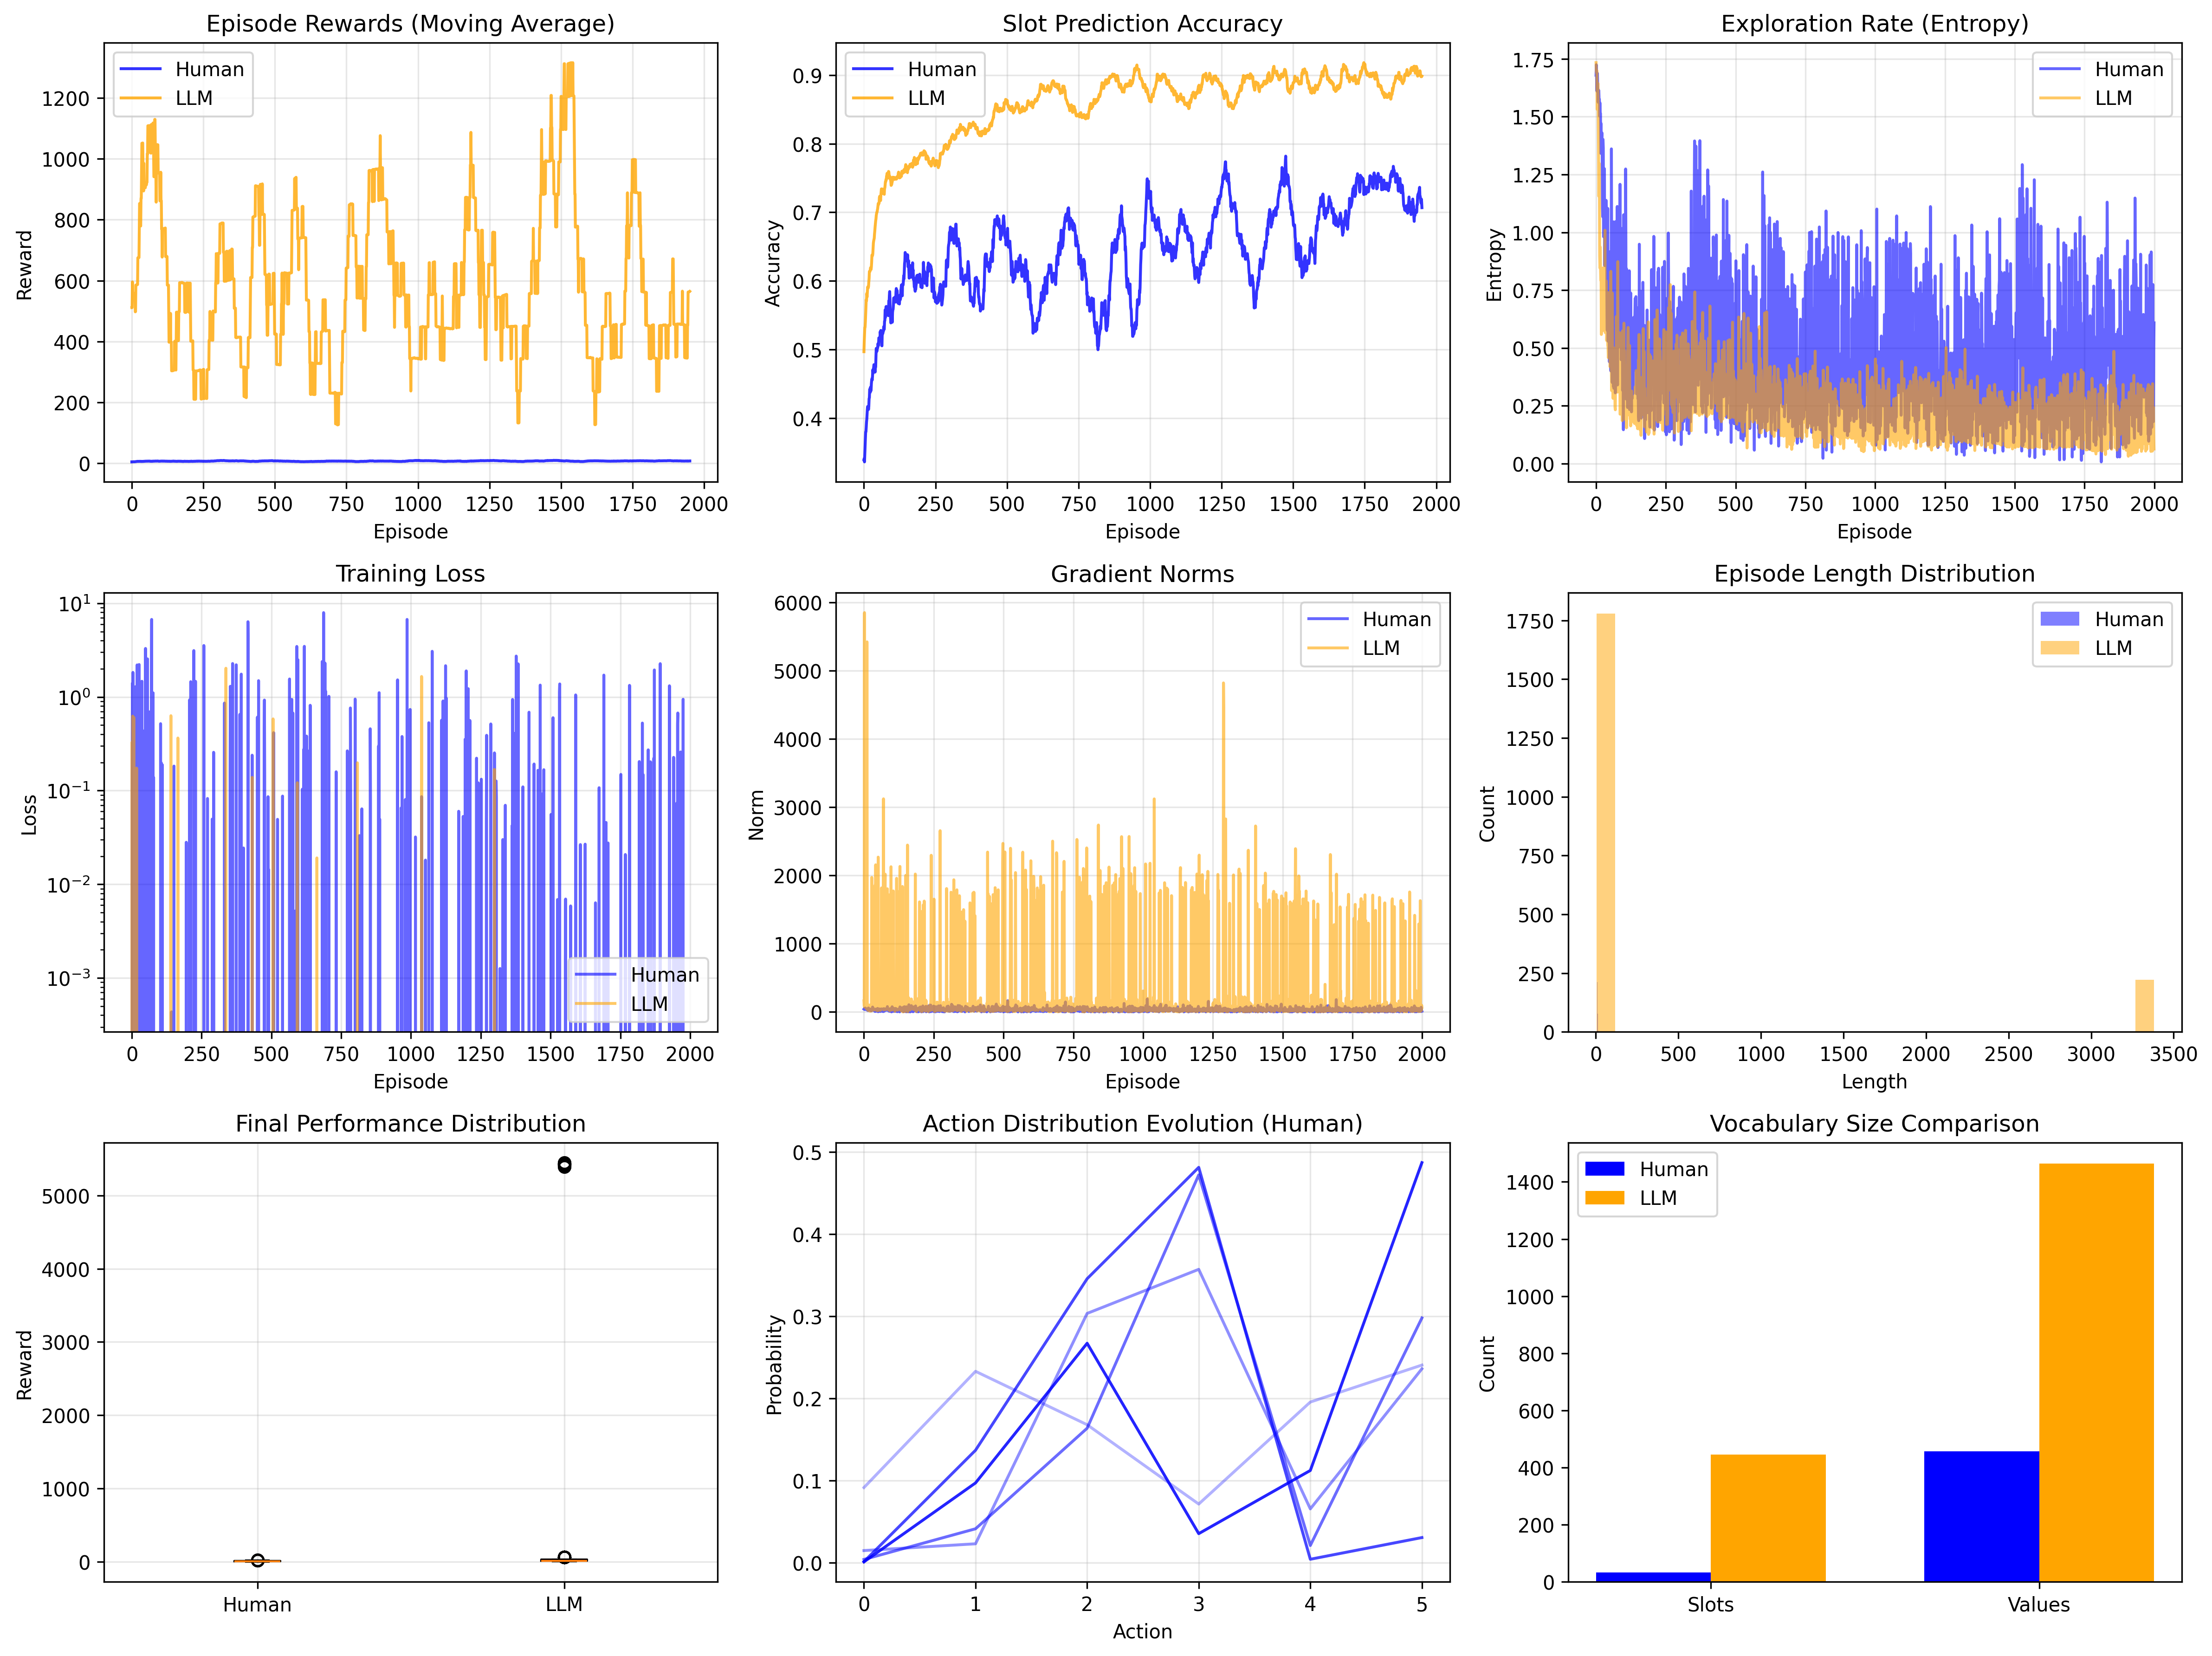 Episode Rewards (Moving Average)
Human
LLM
1200
1000
800
600
400
200
0
Reward
0 250 500 750 1000 1250 1500 1750 2000
Episode
Slot Prediction Accuracy
Human
LLM
0.9
0.8
0.7
0.6
0.5
0.4
Accuracy
0 250 500 750 1000 1250 1500 1750 2000
Episode
Exploration Rate (Entropy)
Human
LLM
1.75
1.50
1.25
1.00
0.75
0.50
0.25
0.00
Entropy
0 250 500 750 1000 1250 1500 1750 2000
Episode
Training Loss
10¹
10⁰
10⁻¹
10⁻²
10⁻³
Loss
Human
LLM
0 250 500 750 1000 1250 1500 1750 2000
Episode
Gradient Norms
Human
LLM
6000
5000
4000
3000
2000
1000
0
Norm
0 250 500 750 1000 1250 1500 1750 2000
Episode
Episode Length Distribution
Human
LLM
1750
1500
1250
1000
750
500
250
0
Count
0 500 1000 1500 2000 2500 3000 3500
Length
Final Performance Distribution
5000
4000
3000
2000
1000
0
Reward
Human LLM
Action Distribution Evolution (Human)
0.5
0.4
0.3
0.2
0.1
0.0
Probability
0 1 2 3 4 5
Action
Vocabulary Size Comparison
Human
LLM
1400
1200
1000
800
600
400
200
0
Count
Slots Values